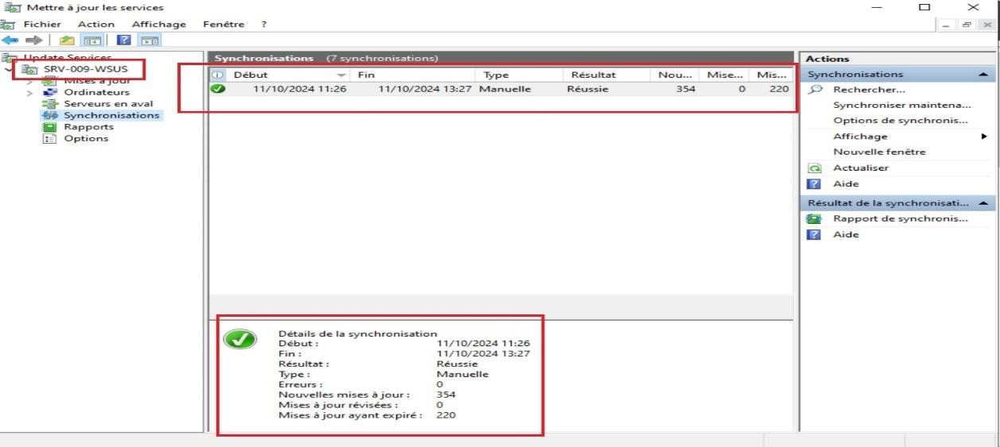 Mettre à jour les services
Fichier Action Affichage Fenêtre ?
Update Services
SRV-009-WSUS
Mises à jour
Ordinateurs
Serveurs en aval
Synchronisations
Rapports
Options
Synchronisations (7 synchronisations)
Début Fin Type Résultat Nou... Mise... Mis...
11/10/2024 11:26 11/10/2024 13:27 Manuelle Réussie 354 0 220
Détails de la synchronisation
Début : 11/10/2024 11:26
Fin : 11/10/2024 13:27
Résultat : Réussie
Type : Manuelle
Erreurs : 0
Nouvelles mises à jour : 354
Mises à jour révisées : 0
Mises à jour ayant expiré : 220
Actions
Synchronisations
Rechercher...
Synchroniser maintena...
Options de synchronis...
Affichage
Nouvelle fenêtre
Actualiser
Aide
Résultat de la synchronisati...
Rapport de synchronis...
Aide